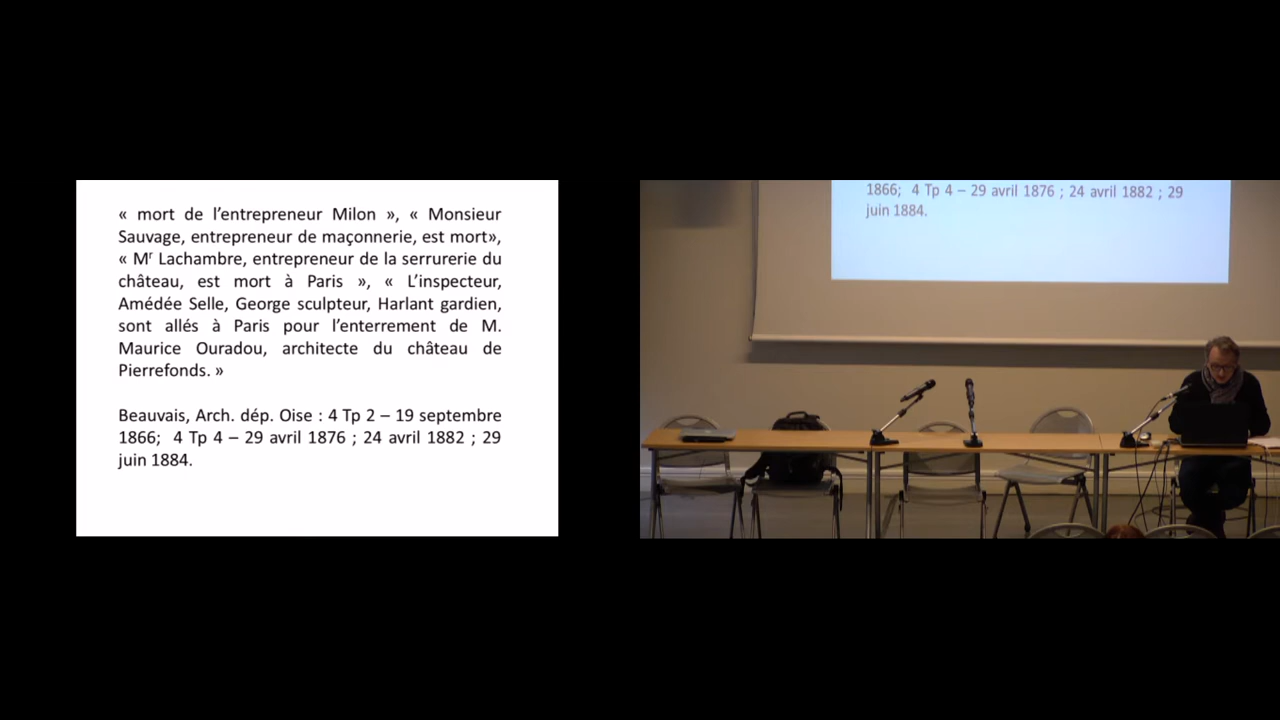 « mort de l’entrepreneur Milon », « Monsieur
Sauvage, entrepreneur de maçonnerie, est mort»,
« Mʳ Lachambre, entrepreneur de la serrurerie du
château, est mort à Paris », « L’inspecteur,
Amédée Selle, George sculpteur, Harlant gardien,
sont allés à Paris pour l’enterrement de M.
Maurice Ouradou, architecte du château de
Pierrefonds. »
Beauvais, Arch. dép. Oise : 4 Tp 2 – 19 septembre
1866; 4 Tp 4 – 29 avril 1876 ; 24 avril 1882 ; 29
juin 1884.
1866; 4 Tp 4 – 29 avril 1876 ; 24 avril 1882 ; 29
juin 1884.